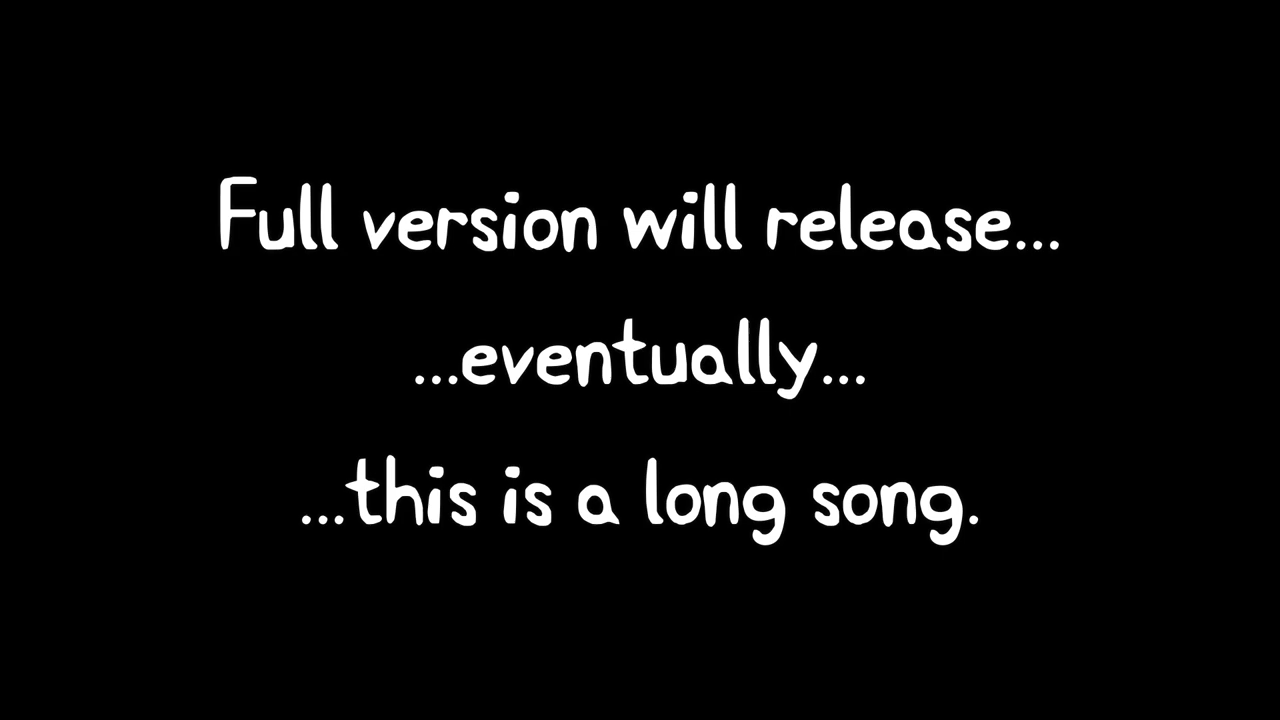 Full version will release...
...eventually...
...this is a long song.